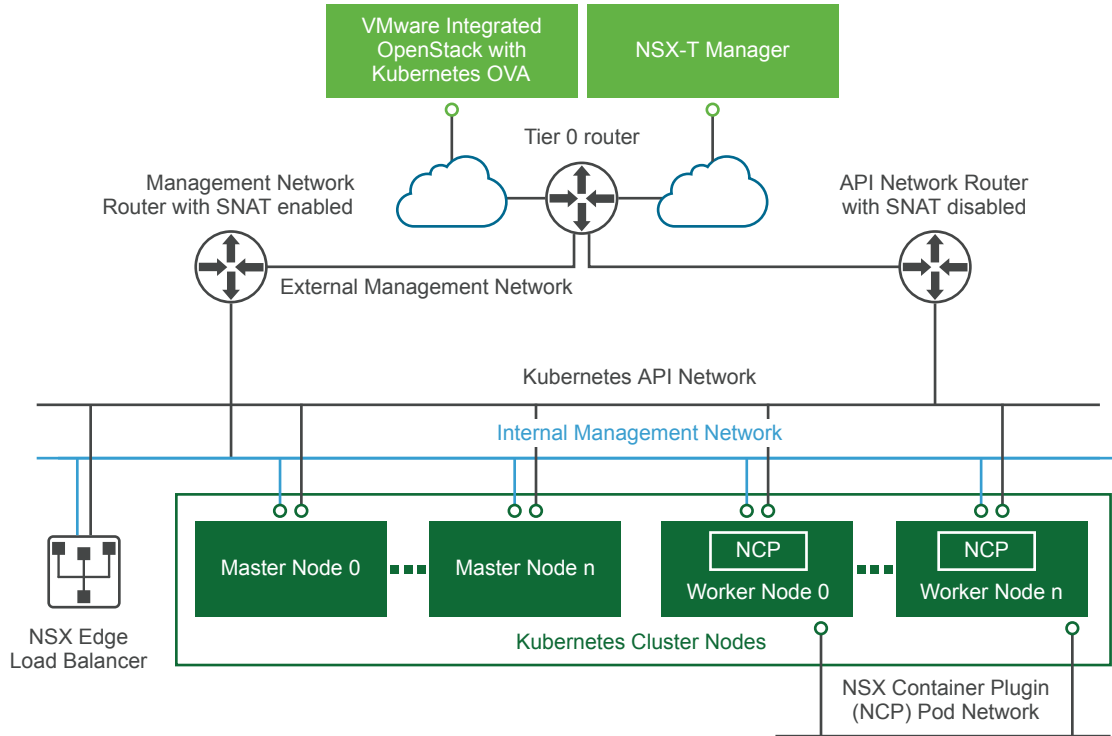 VMware Integrated
OpenStack with
Kubernetes OVA
NSX-T Manager
Tier 0 router
Management Network
Router with SNAT enabled
API Network Router
with SNAT disabled
External Management Network
Kubernetes API Network
Internal Management Network
Master Node 0
Master Node n
NCP
Worker Node 0
NCP
Worker Node n
Kubernetes Cluster Nodes
NSX Edge
Load Balancer
NSX Container Plugin
(NCP) Pod Network